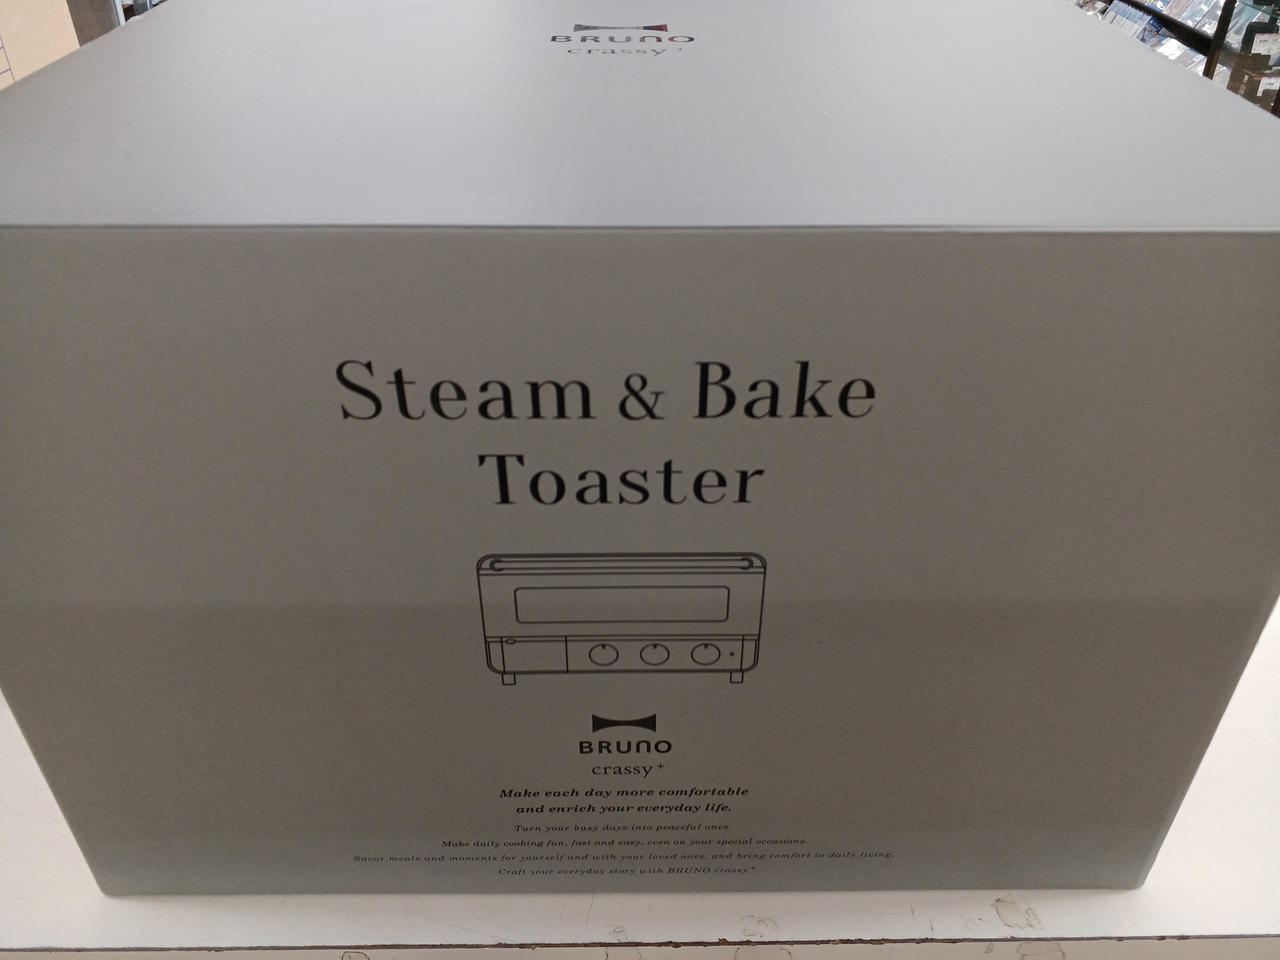 BRUNO
crassy+
Steam & Bake
Toaster
BRUNO
crassy+
Make each day more comfortable
and enrich your everyday life.
Turn your busy days into peaceful ones.
Make daily cooking fun, fast and easy, even on your special occasions.
Savor meals and moments for yourself and with your loved ones, and bring comfort to daily living.
Craft your everyday story with BRUNO crassy+